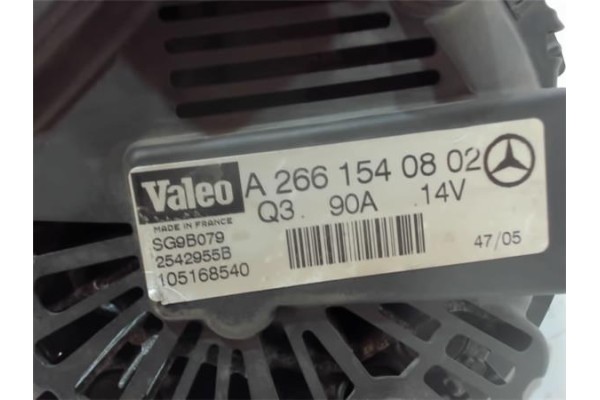 Valeo A 266 154 08 02
MADE IN FRANCE Q3 90A 14V
SG9B079
2542955B 47/05
105168540